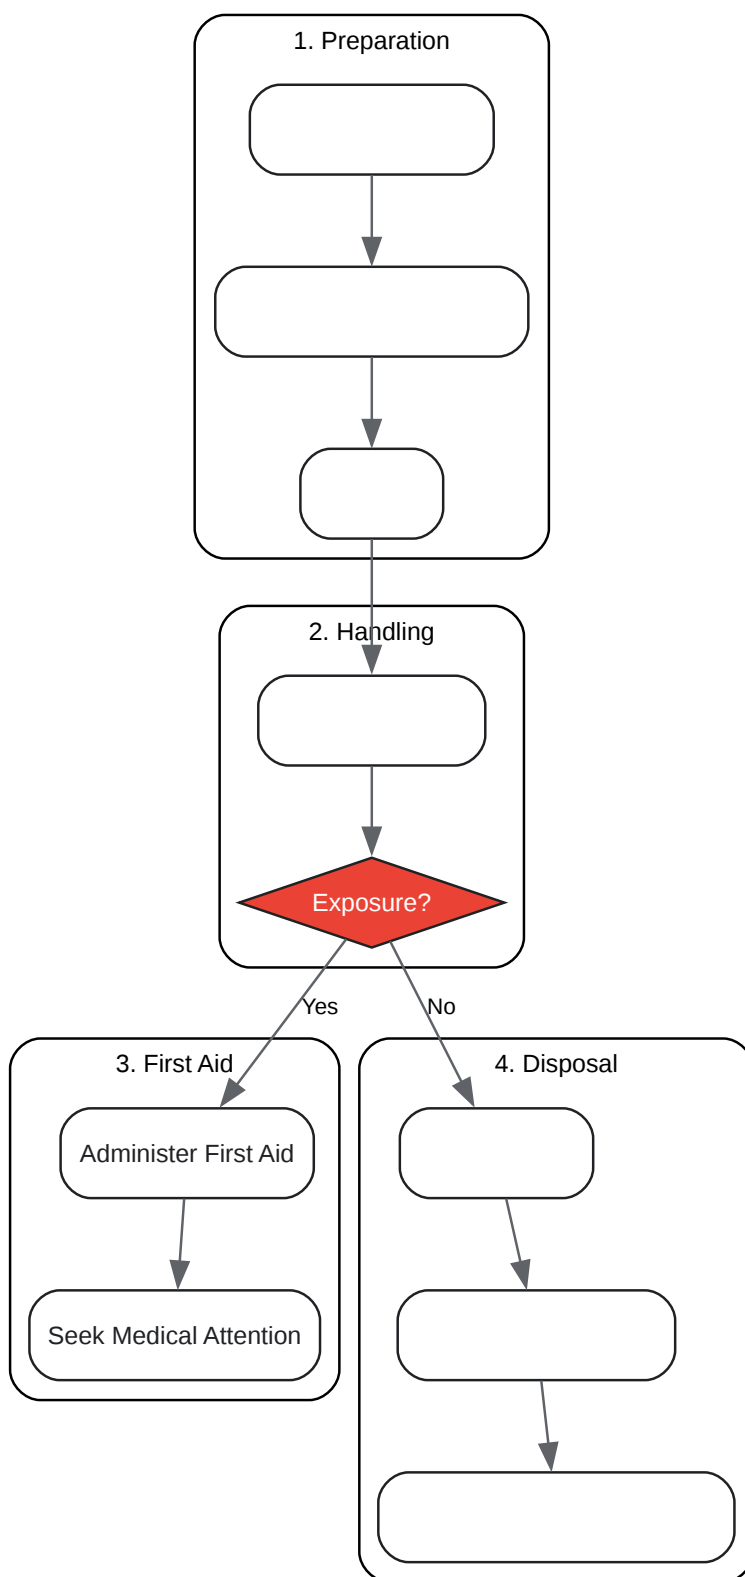 1. Preparation
2. Handling
Exposure?
Yes
No
3. First Aid
4. Disposal
Administer First Aid
Seek Medical Attention